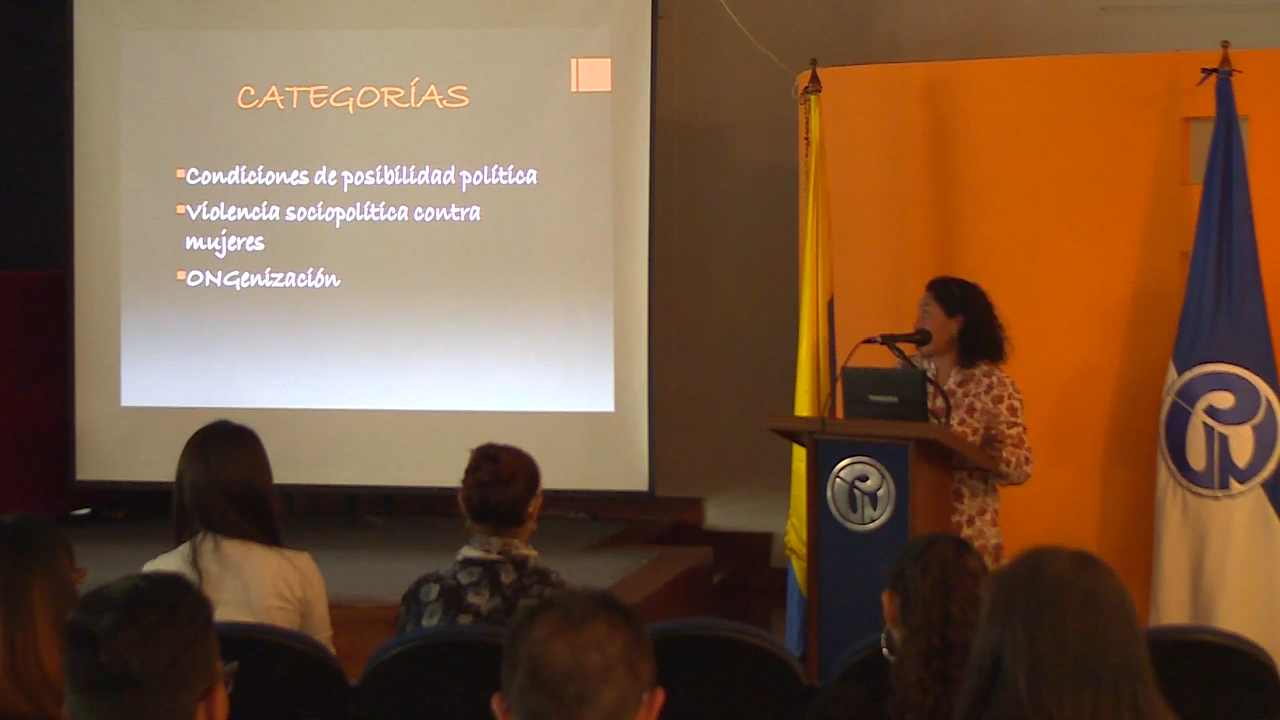 CATEGORÍAS
Condiciones de posibilidad política
Violencia sociopolítica contra
mujeres
ONGenización